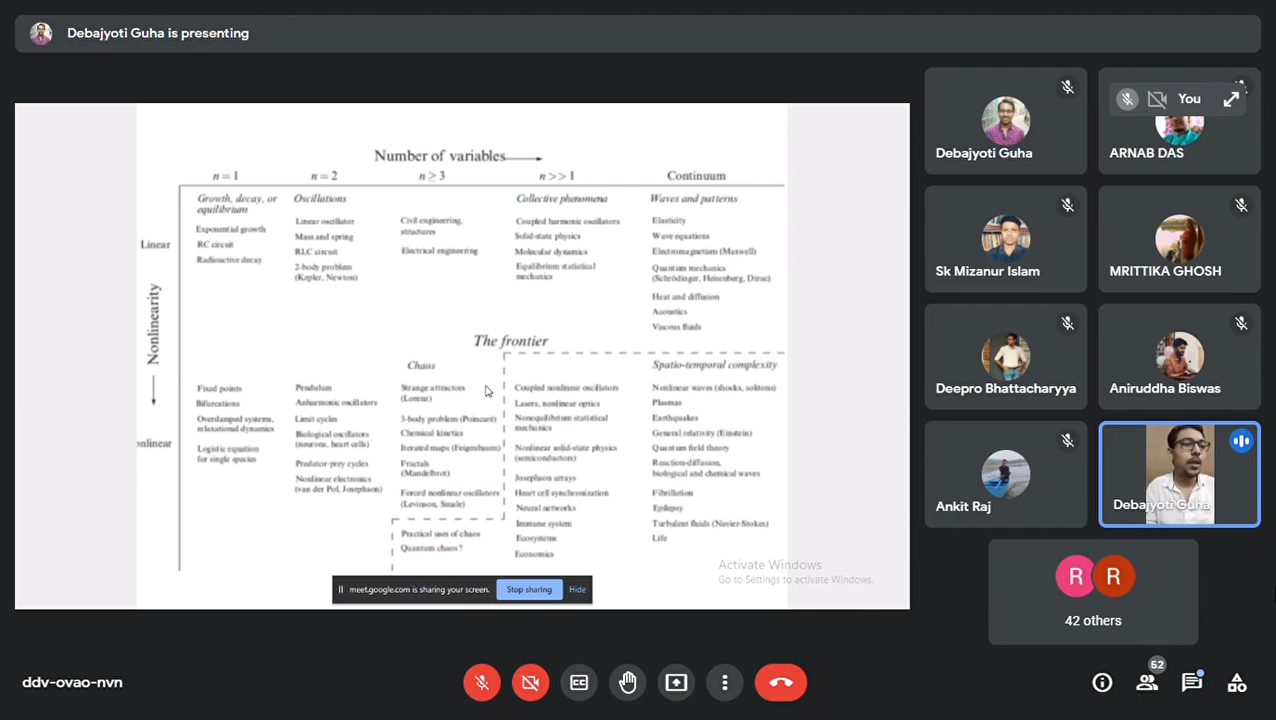 Debajyoti Guha is presenting
Number of variables
n = 1
n = 2
n ≥ 3
n >> 1
Continuum
Linear
Nonlinearity
onlinear
Growth, decay, or
equilibrium
Exponential growth
RC circuit
Radioactive decay
Oscillations
Linear oscillator
Mass and spring
RLC circuit
2-body problem
(Kepler, Newton)
Civil engineering,
structures
Electrical engineering
Collective phenomena
Coupled harmonic oscillators
Solid-state physics
Molecular dynamics
Equilibrium statistical
mechanics
Waves and patterns
Elasticity
Wave equations
Electromagnetism (Maxwell)
Quantum mechanics
(Schrödinger, Heisenberg, Dirac)
Heat and diffusion
Acoustics
Viscous fluids
The frontier
Fixed points
Bifurcations
Overdamped systems,
relaxational dynamics
Logistic equation
for single species
Pendulum
Anharmonic oscillators
Limit cycles
Biological oscillators
(neurons, heart cells)
Predator-prey cycles
Nonlinear electronics
(van der Pol, Josephson)
Chaos
Strange attractors
(Lorenz)
3-body problem (Poincaré)
Chemical kinetics
Iterated maps (Feigenbaum)
Fractals
(Mandelbrot)
Forced nonlinear oscillators
(Levinson, Smale)
Practical uses of chaos
Quantum chaos?
Coupled nonlinear oscillators
Lasers, nonlinear optics
Nonequilibrium statistical
mechanics
Nonlinear solid-state physics
(semiconductors)
Josephson arrays
Heart cell synchronization
Neural networks
Immune system
Ecosystems
Economics
Spatio-temporal complexity
Nonlinear waves (shocks, solitons)
Plasmas
Earthquakes
General relativity (Einstein)
Quantum field theory
Reaction-diffusion,
biological and chemical waves
Fibrillation
Epilepsy
Turbulent fluids (Navier-Stokes)
Life
Activate Windows
Go to Settings to activate Windows.
meet.google.com is sharing your screen.
Stop sharing
Hide
Debajyoti Guha
You
ARNAB DAS
Sk Mizanur Islam
MRITTIKA GHOSH
Deepro Bhattacharyya
Aniruddha Biswas
Ankit Raj
Debajyoti Guha
R
R
42 others
ddv-ovao-nvn
CC
52